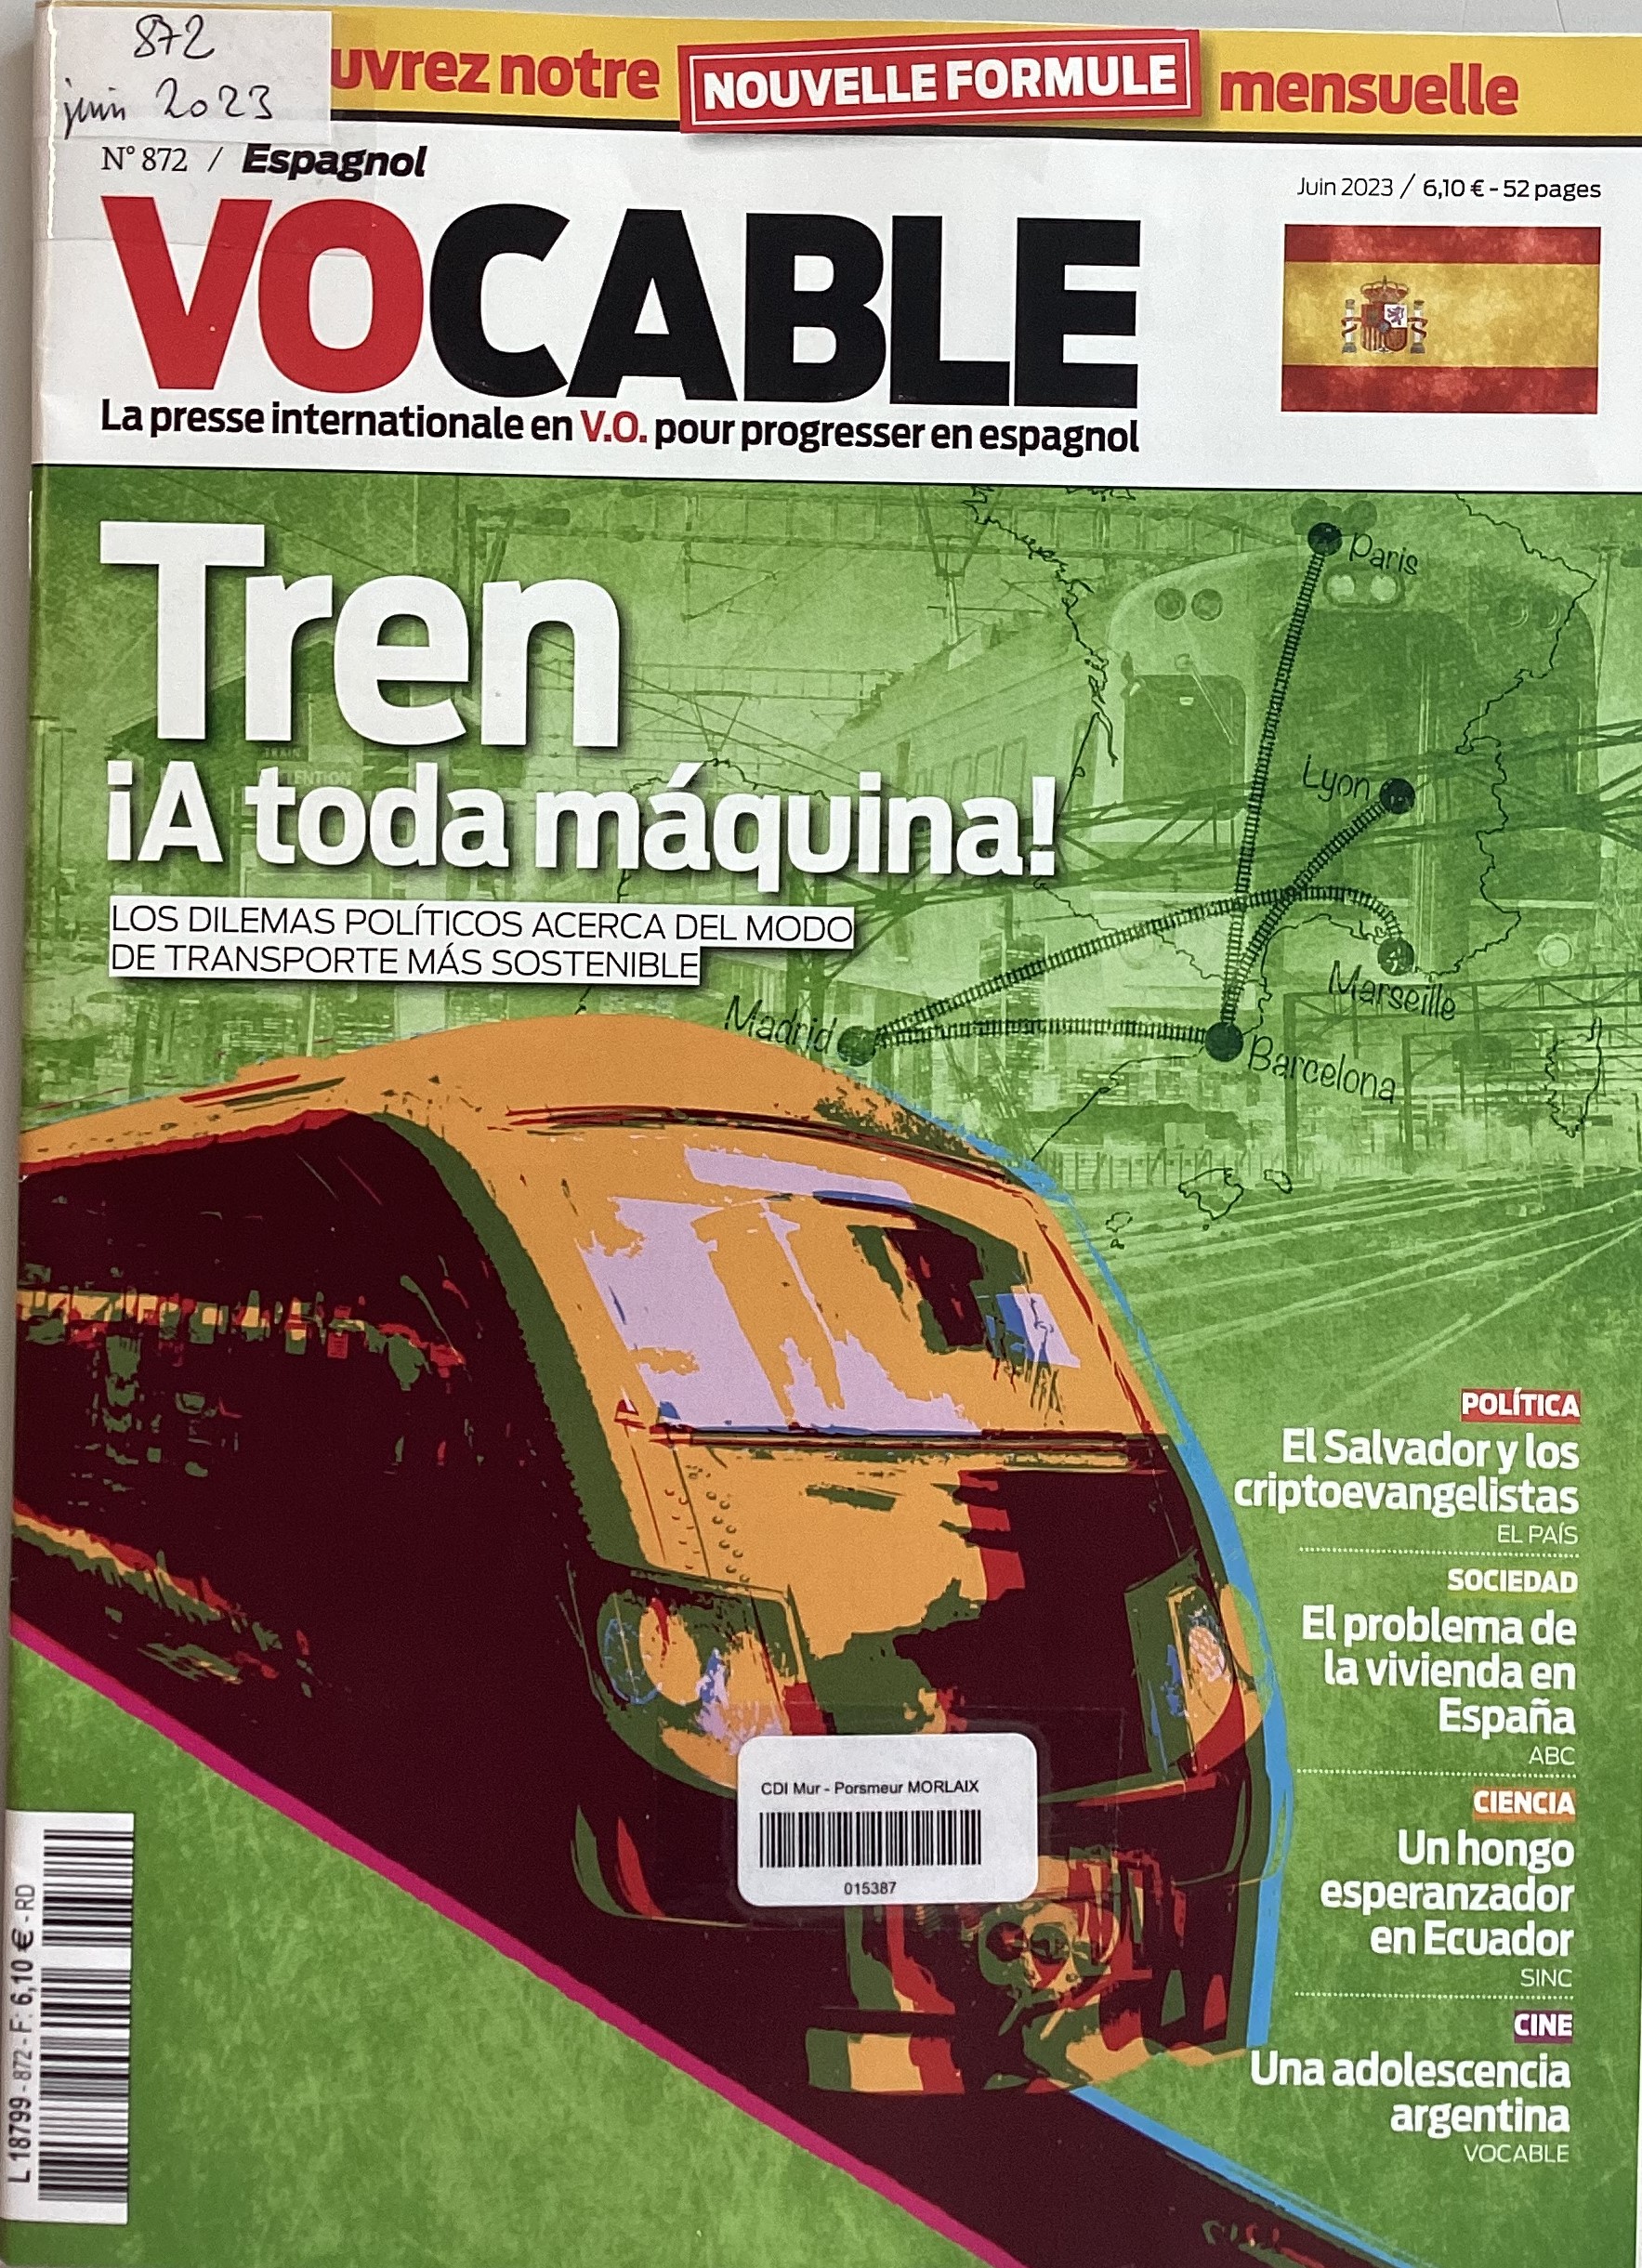 872
juin 2023
uvrez notre NOUVELLE FORMULE mensuelle
N° 872 / Espagnol
Juin 2023 / 6,10 € - 52 pages
VOCABLE
La presse internationale en V.O. pour progresser en espagnol
Tren
¡A toda máquina!
LOS DILEMAS POLÍTICOS ACERCA DEL MODO
DE TRANSPORTE MÁS SOSTENIBLE
Paris
Lyon
Marseille
Madrid
Barcelona
POLÍTICA
El Salvador y los
criptoevangelistas
EL PAÍS
SOCIEDAD
El problema de
la vivienda en
España
ABC
CIENCIA
Un hongo
esperanzador
en Ecuador
SINC
CINE
Una adolescencia
argentina
VOCABLE
CDI Mur - Porsmeur MORLAIX
015387
L 18799 - 872 - F: 6,10 € - RD